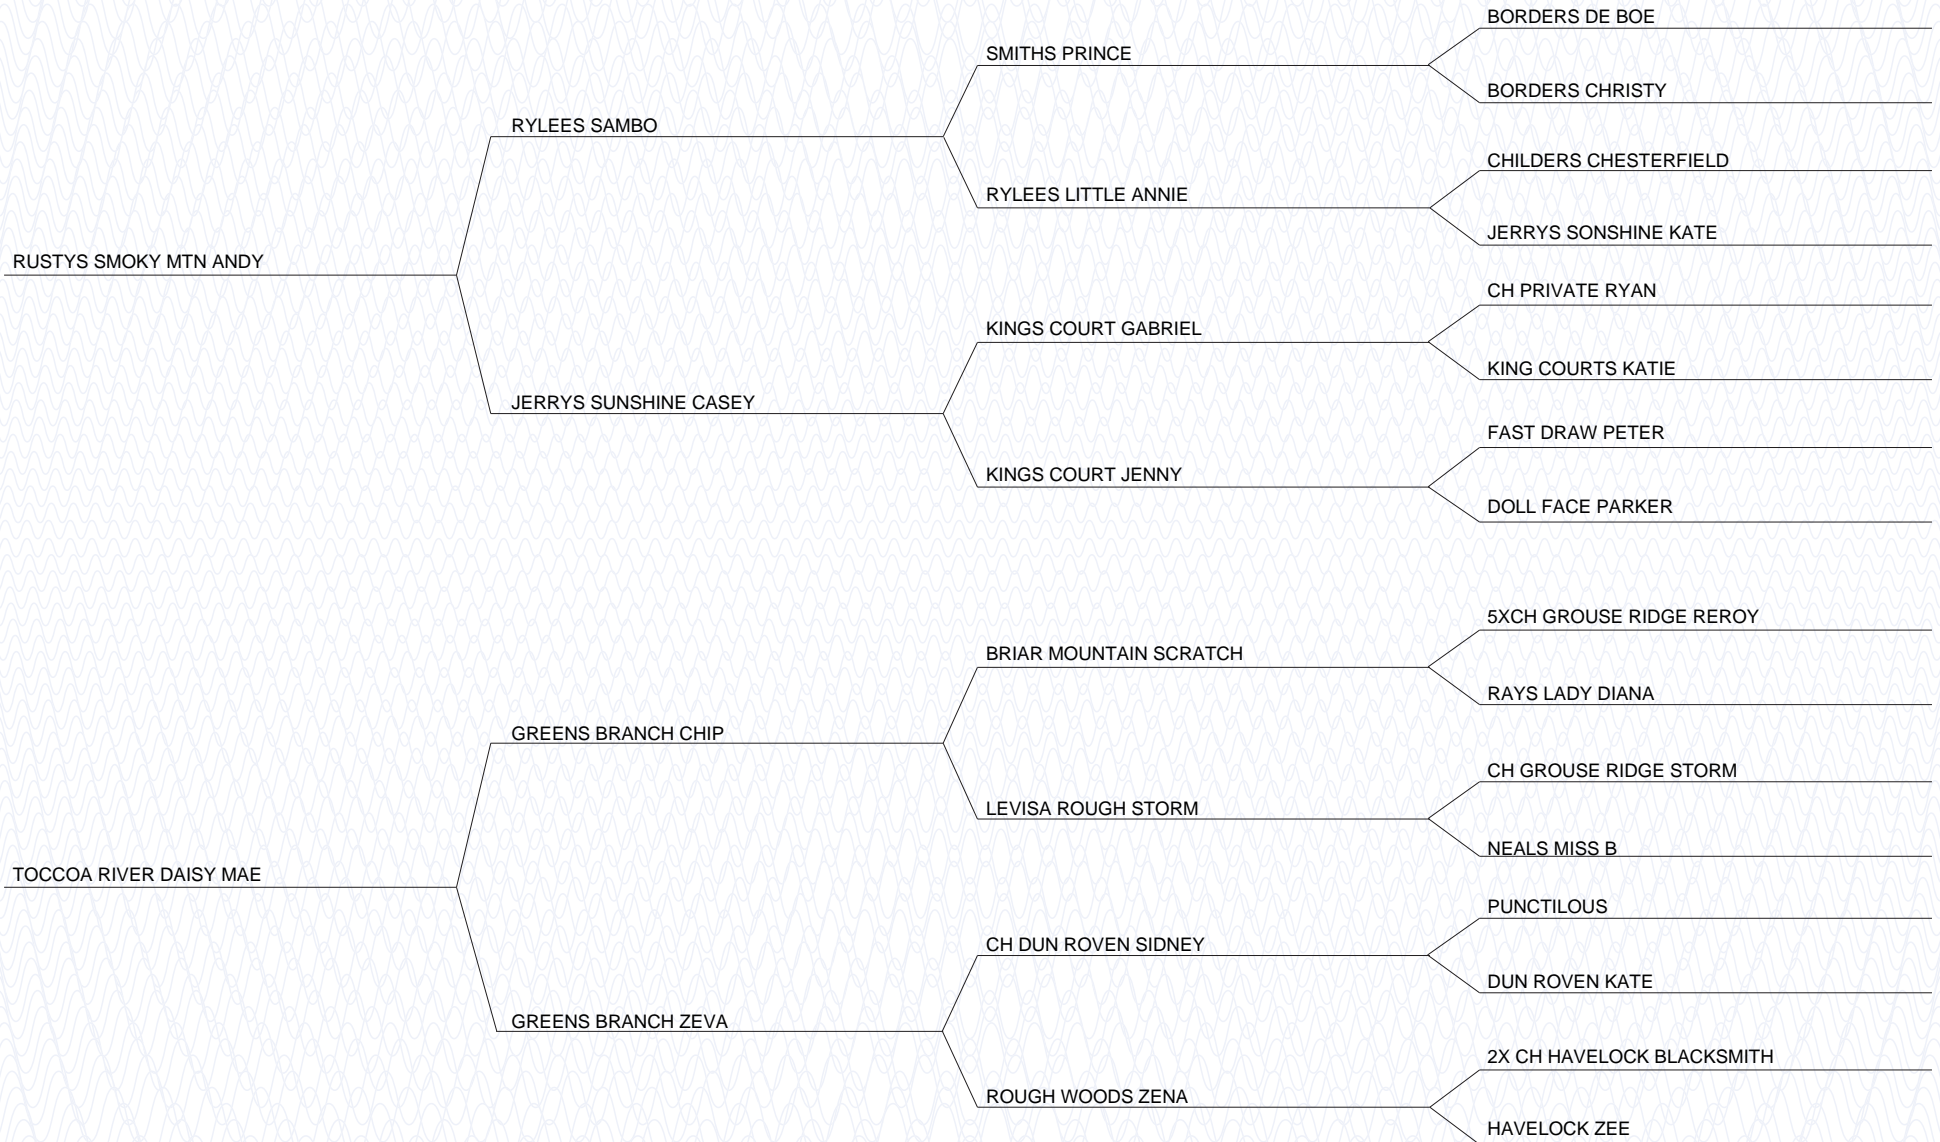 BORDERS DE BOE
SMITHS PRINCE
BORDERS CHRISTY
RYLEES SAMBO
CHILDERS CHESTERFIELD
RYLEES LITTLE ANNIE
JERRYS SONSHINE KATE
RUSTYS SMOKY MTN ANDY
CH PRIVATE RYAN
KINGS COURT GABRIEL
KING COURTS KATIE
JERRYS SUNSHINE CASEY
FAST DRAW PETER
KINGS COURT JENNY
DOLL FACE PARKER
5XCH GROUSE RIDGE REROY
BRIAR MOUNTAIN SCRATCH
RAYS LADY DIANA
GREENS BRANCH CHIP
CH GROUSE RIDGE STORM
LEVISA ROUGH STORM
NEALS MISS B
TOCCOA RIVER DAISY MAE
PUNCTILOUS
CH DUN ROVEN SIDNEY
DUN ROVEN KATE
GREENS BRANCH ZEVA
2X CH HAVELOCK BLACKSMITH
ROUGH WOODS ZENA
HAVELOCK ZEE